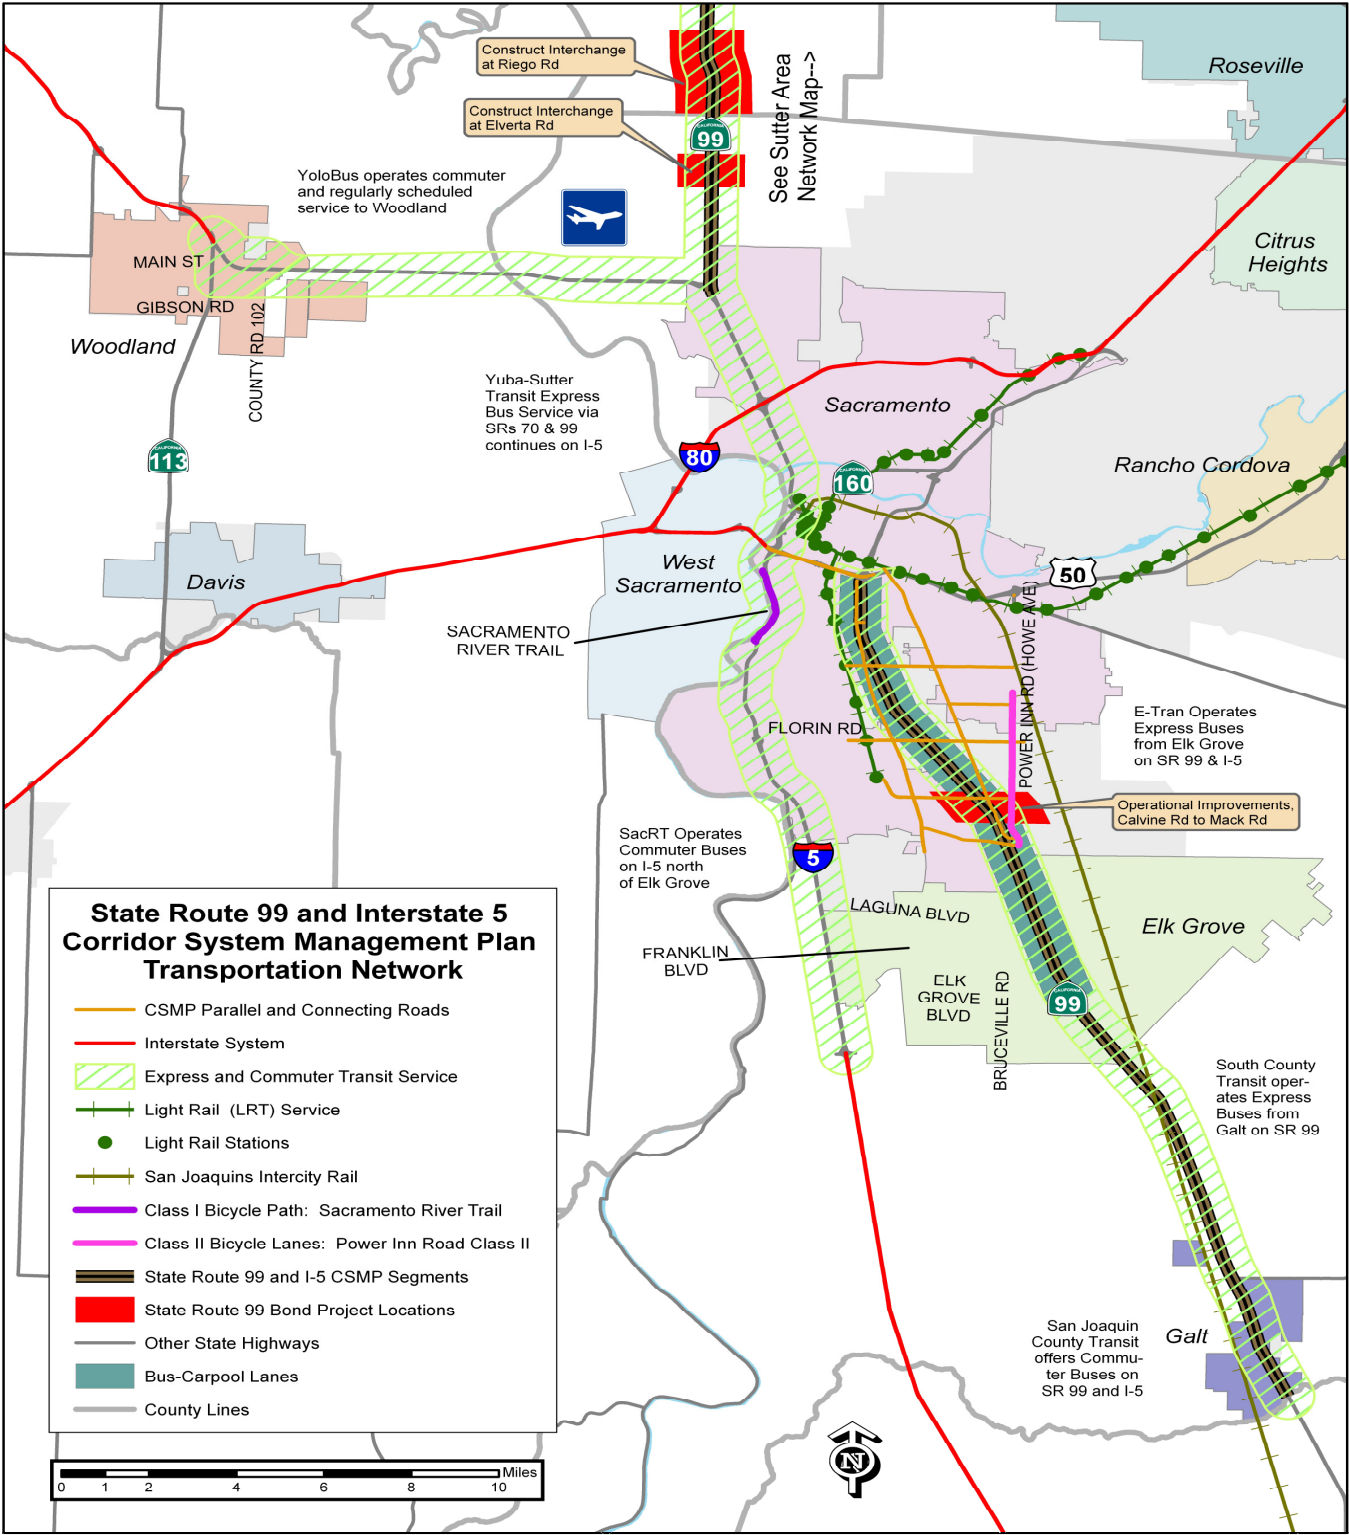 Construct Interchange
at Riego Rd
Construct Interchange
at Elverta Rd
CALIFORNIA
99
See Sutter Area
Network Map-->
Roseville
Citrus
Heights
YoloBus operates commuter
and regularly scheduled
service to Woodland
MAIN ST
GIBSON RD
COUNTY RD 102
Woodland
Yuba-Sutter
Transit Express
Bus Service via
SRs 70 & 99
continues on I-5
CALIFORNIA
113
80
Sacramento
CALIFORNIA
160
Rancho Cordova
Davis
West
Sacramento
50
SACRAMENTO
RIVER TRAIL
POWER INN RD (HOWE AVE)
FLORIN RD
E-Tran Operates
Express Buses
from Elk Grove
on SR 99 & I-5
Operational Improvements,
Calvine Rd to Mack Rd
SacRT Operates
Commuter Buses
on I-5 north
of Elk Grove
5
LAGUNA BLVD
Elk Grove
FRANKLIN
BLVD
ELK
GROVE
BLVD
BRUCEVILLE RD
CALIFORNIA
99
South County
Transit oper-
ates Express
Buses from
Galt on SR 99
San Joaquin
County Transit
offers Commu-
ter Buses on
SR 99 and I-5
Galt
N
State Route 99 and Interstate 5
Corridor System Management Plan
Transportation Network
CSMP Parallel and Connecting Roads
Interstate System
Express and Commuter Transit Service
Light Rail (LRT) Service
Light Rail Stations
San Joaquins Intercity Rail
Class I Bicycle Path: Sacramento River Trail
Class II Bicycle Lanes: Power Inn Road Class II
State Route 99 and I-5 CSMP Segments
State Route 99 Bond Project Locations
Other State Highways
Bus-Carpool Lanes
County Lines
Miles
0 1 2 4 6 8 10